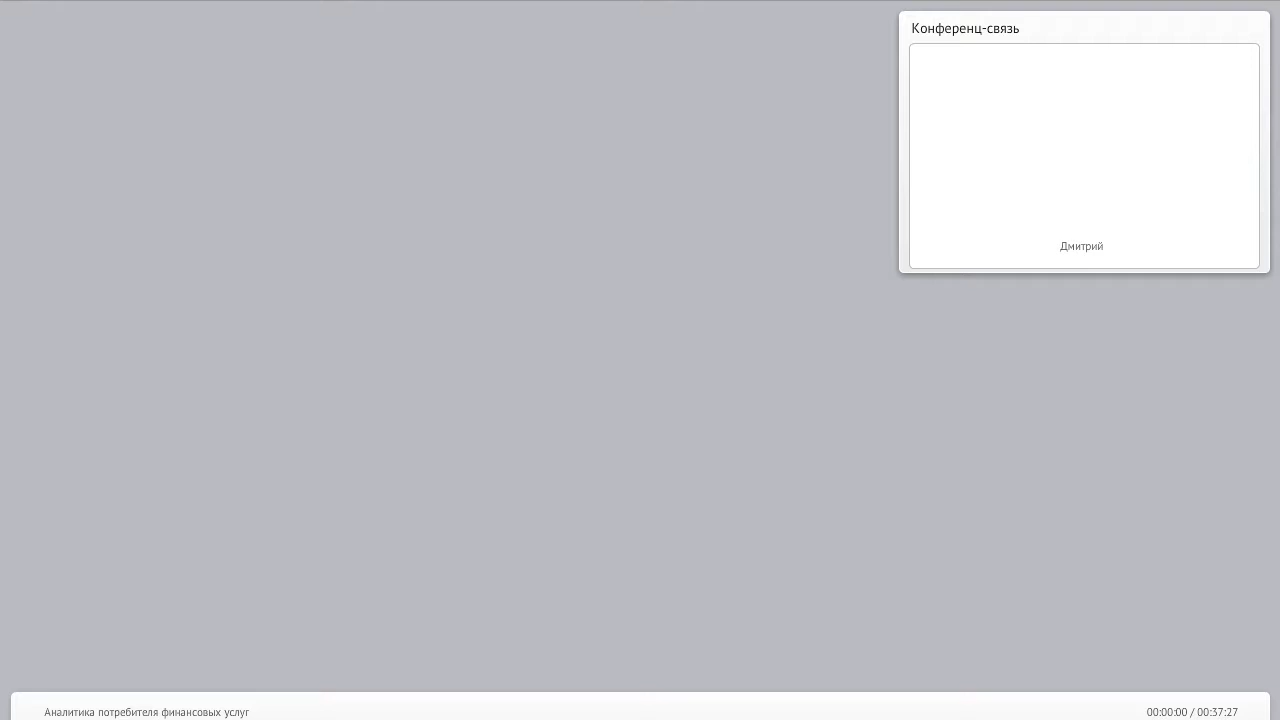 Конференц-связь
Дмитрий
Аналитика потребителя финансовых услуг
00:00:00 / 00:37:27